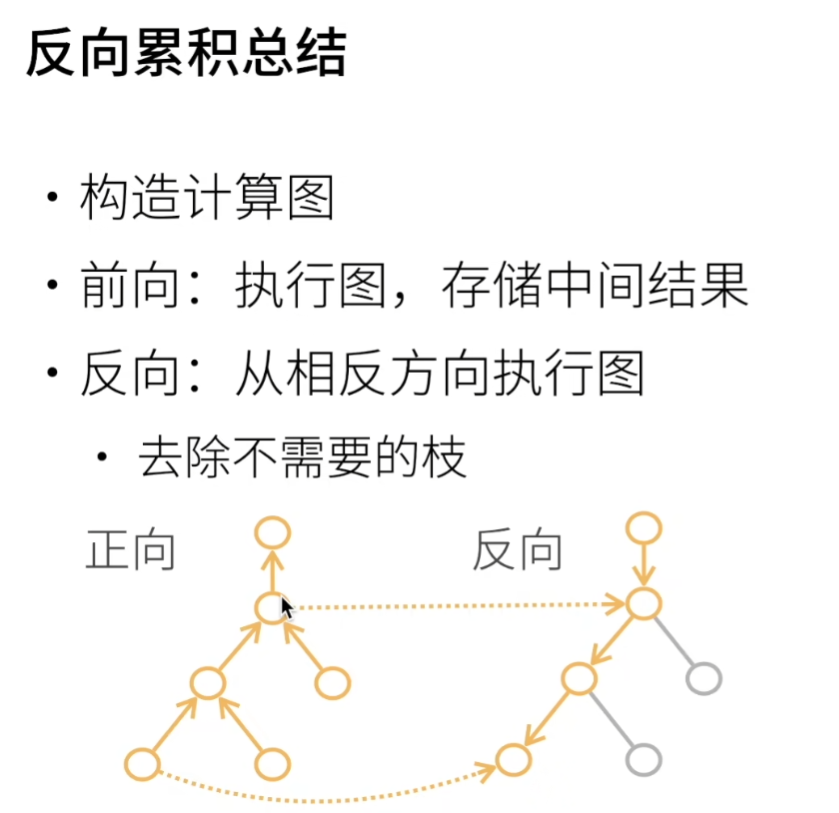 反向累积总结
• 构造计算图
• 前向：执行图，存储中间结果
• 反向：从相反方向执行图
• 去除不需要的枝
正向
反向